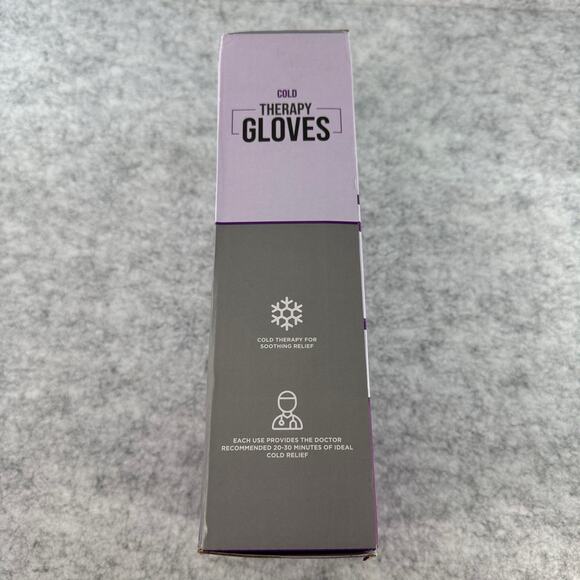 COLD
THERAPY
GLOVES
COLD THERAPY FOR
SOOTHING RELIEF
EACH USE PROVIDES THE DOCTOR
RECOMMENDED 20-30 MINUTES OF IDEAL
COLD RELIEF